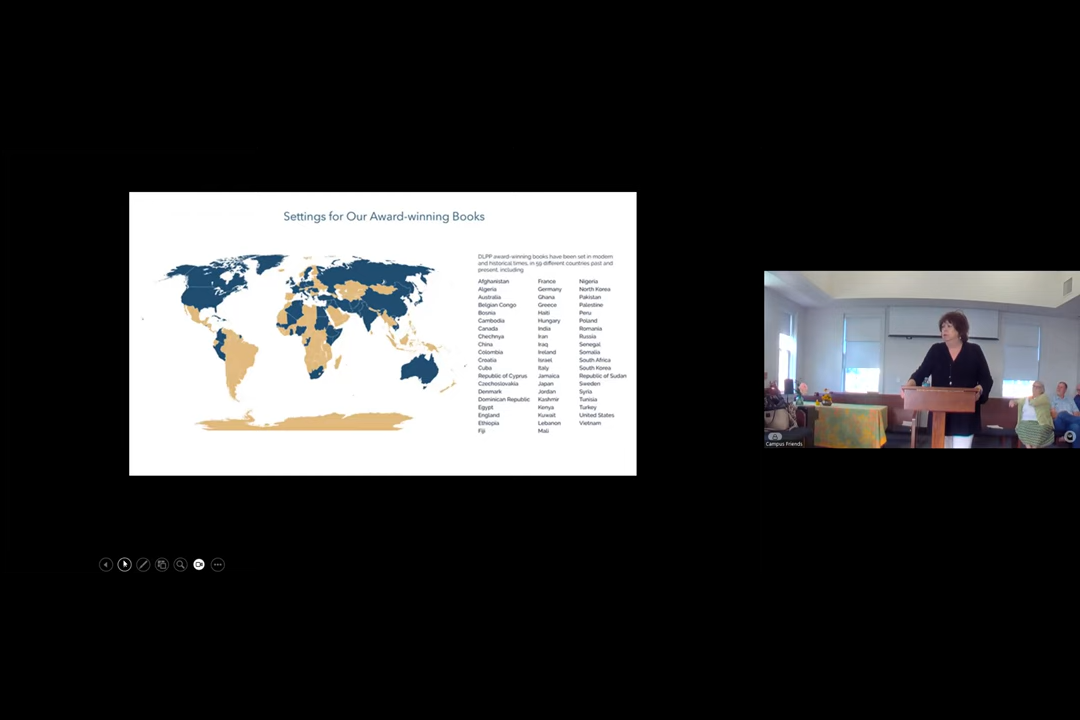 Settings for Our Award-winning Books
DLPP award-winning books have been set in modern
and historical times, in 59 different countries past and
present, including
Afghanistan
Algeria
Australia
Belgian Congo
Bosnia
Cambodia
Canada
Chechnya
China
Colombia
Croatia
Cuba
Republic of Cyprus
Czechoslovakia
Denmark
Dominican Republic
Egypt
England
Ethiopia
Fiji
France
Germany
Ghana
Greece
Haiti
Hungary
India
Iran
Iraq
Ireland
Israel
Italy
Jamaica
Japan
Jordan
Kashmir
Kenya
Kuwait
Lebanon
Mali
Nigeria
North Korea
Pakistan
Palestine
Peru
Poland
Romania
Russia
Senegal
Somalia
South Africa
South Korea
Republic of Sudan
Sweden
Syria
Tunisia
Turkey
United States
Vietnam
Campus Friends